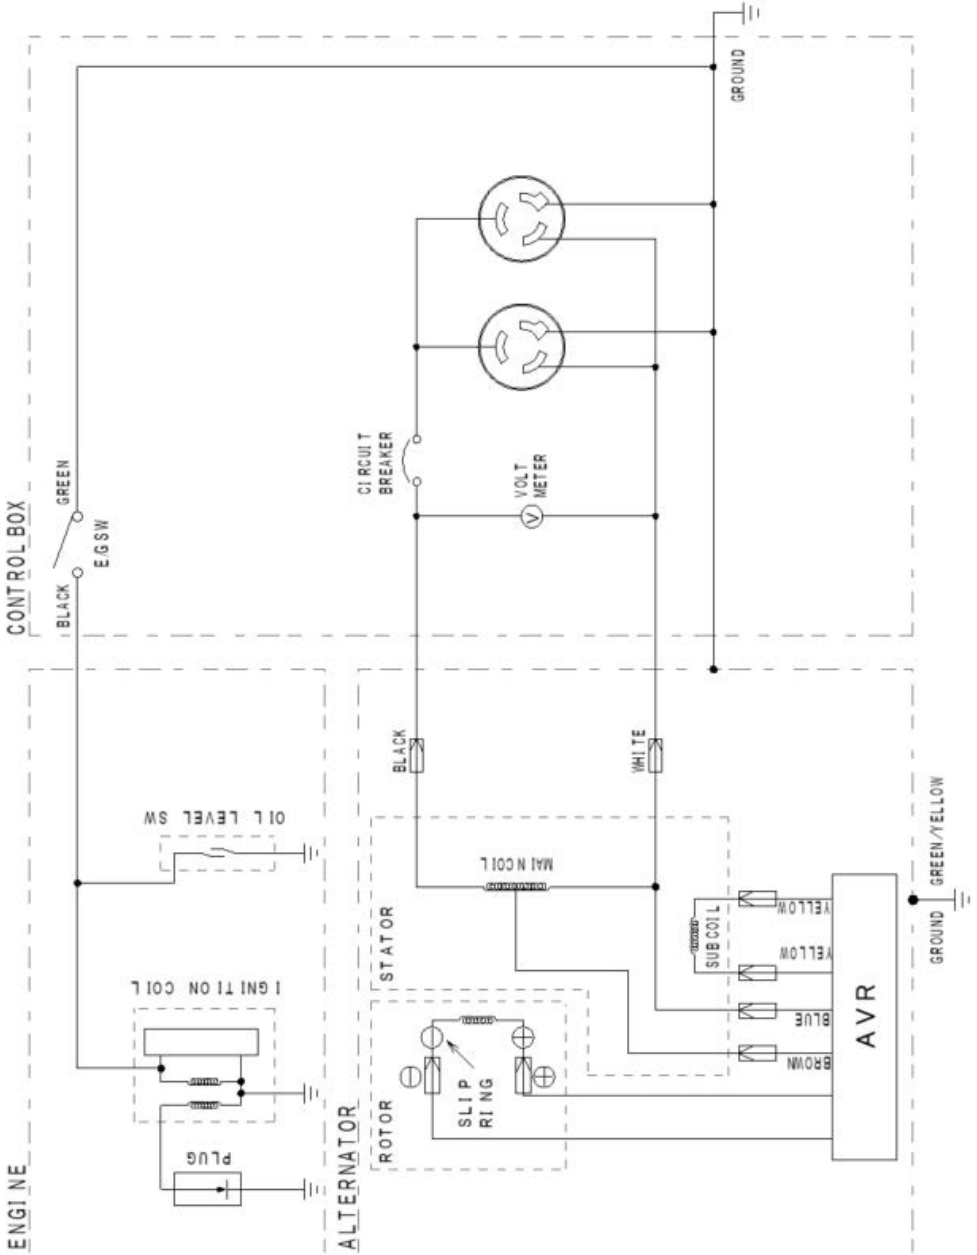 CONTROL BOX
BLACK
E/G SW
GREEN
GROUND
CIRCUIT
BREAKER
VOLT
METER
V
ENGINE
OIL LEVEL SW
IGNITION COIL
PLUG
ALTERNATOR
BLACK
WHITE
STATOR
MAIN COIL
SUB COIL
ROTOR
SLIP
RING
YELLOW
YELLOW
BLUE
BROWN
AVR
GROUND GREEN/YELLOW